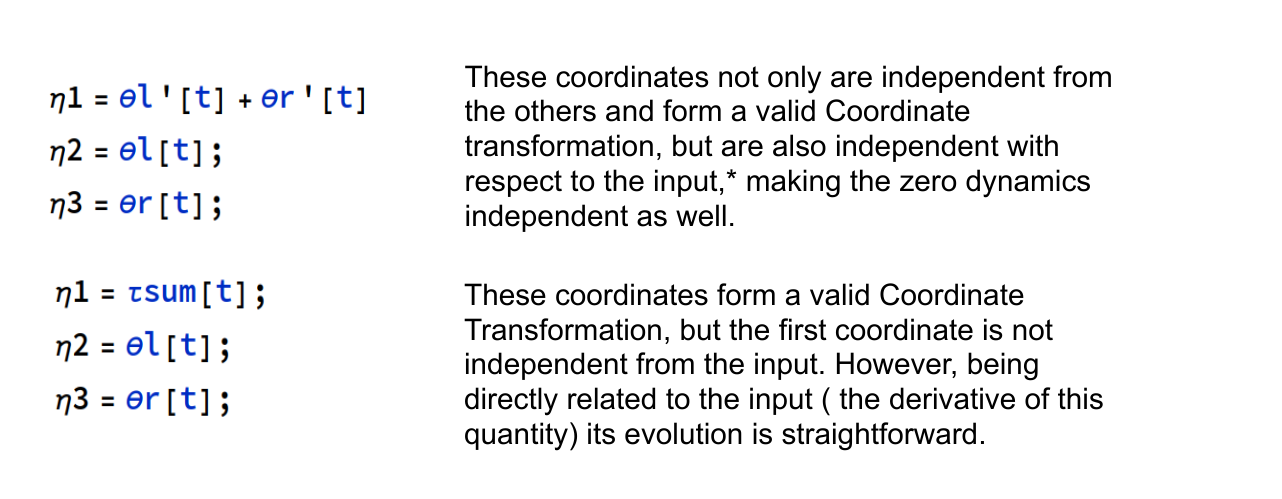 η1 = θl'[t] + θr'[t]
η2 = θl[t];
η3 = θr[t];
These coordinates not only are independent from
the others and form a valid Coordinate
transformation, but are also independent with
respect to the input,* making the zero dynamics
independent as well.
η1 = τsum[t];
η2 = θl[t];
η3 = θr[t];
These coordinates form a valid Coordinate
Transformation, but the first coordinate is not
independent from the input. However, being
directly related to the input ( the derivative of this
quantity) its evolution is straightforward.